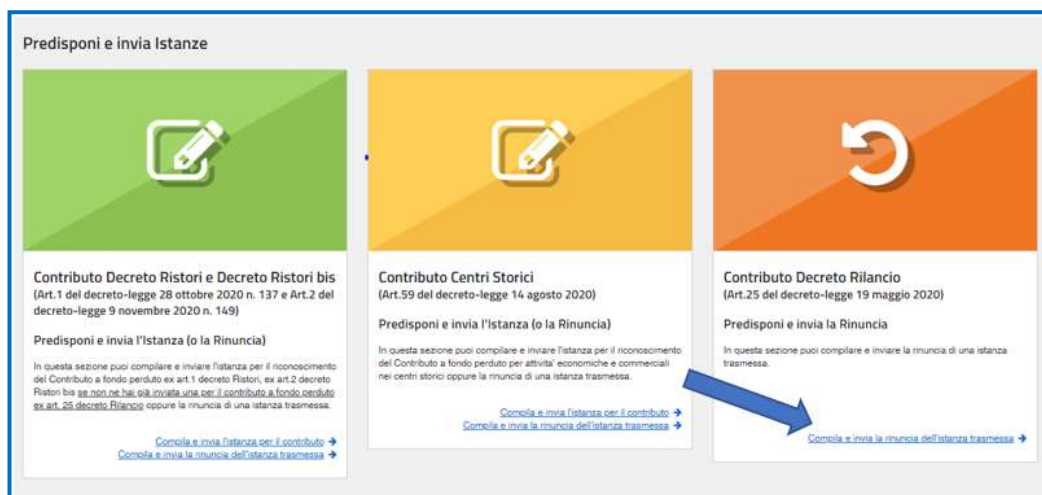 Predisponi e invia Istanze
Contributo Decreto Ristori e Decreto Ristori bis
(Art.1 del decreto-legge 28 ottobre 2020 n. 137 e Art.2 del
decreto-legge 9 novembre 2020 n. 149)
Predisponi e invia l'Istanza (o la Rinuncia)
In questa sezione puoi compilare e inviare l'istanza per il riconoscimento
del Contributo a fondo perduto ex art.1 decreto Ristori, ex art.2 decreto
Ristori bis se non ne hai già inviata una per il contributo a fondo perduto
ex art. 25 decreto Rilancio oppure la rinuncia di una istanza trasmessa.
Compila e invia l'istanza per il contributo →
Compila e invia la rinuncia dell'istanza trasmessa →
Contributo Centri Storici
(Art.59 del decreto-legge 14 agosto 2020)
Predisponi e invia l'Istanza (o la Rinuncia)
In questa sezione puoi compilare e inviare l'istanza per il riconoscimento
del Contributo a fondo perduto per attivita' economiche e commerciali
nei centri storici oppure la rinuncia di una istanza trasmessa.
Compila e invia l'istanza per il contributo →
Compila e invia la rinuncia dell'istanza trasmessa →
Contributo Decreto Rilancio
(Art.25 del decreto-legge 19 maggio 2020)
Predisponi e invia la Rinuncia
In questa sezione puoi compilare e inviare la rinuncia di una istanza
trasmessa.
Compila e invia la rinuncia dell'istanza trasmessa →